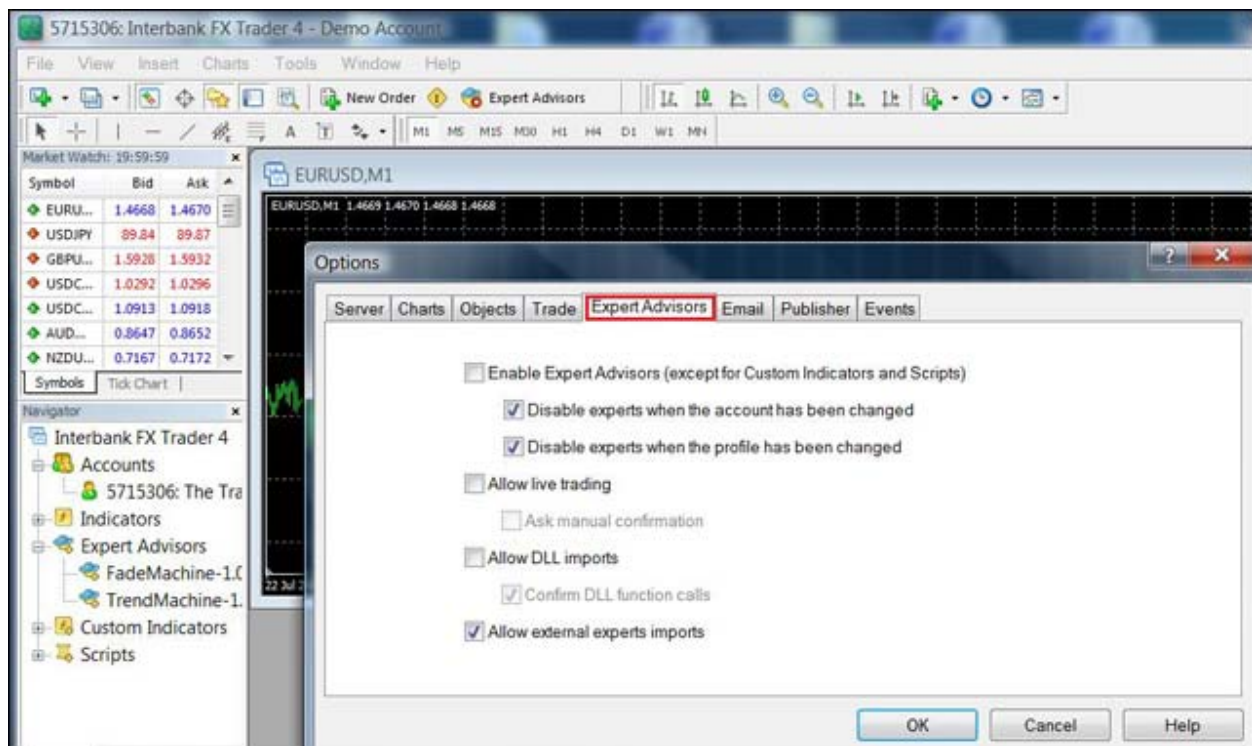 5715306: Interbank FX Trader 4 - Demo Account
File View Insert Charts Tools Window Help
New Order Expert Advisors
A T M1 M5 M15 M30 H1 H4 D1 W1 MN
Market Watch: 19:59:59
Symbol Bid Ask
EURU... 1.4668 1.4670
USDJPY 89.84 89.87
GBPU... 1.5928 1.5932
USDC... 1.0292 1.0296
USDC... 1.0913 1.0918
AUD... 0.8647 0.8652
NZDU... 0.7167 0.7172
Symbols Tick Chart
Navigator
Interbank FX Trader 4
Accounts
5715306: The Tra
Indicators
Expert Advisors
FadeMachine-1.0
TrendMachine-1.
Custom Indicators
Scripts
EURUSD,M1
EURUSD,M1 1.4669 1.4670 1.4668 1.4668
22 Jul
Options
Server Charts Objects Trade Expert Advisors Email Publisher Events
Enable Expert Advisors (except for Custom Indicators and Scripts)
Disable experts when the account has been changed
Disable experts when the profile has been changed
Allow live trading
Ask manual confirmation
Allow DLL imports
Confirm DLL function calls
Allow external experts imports
OK Cancel Help